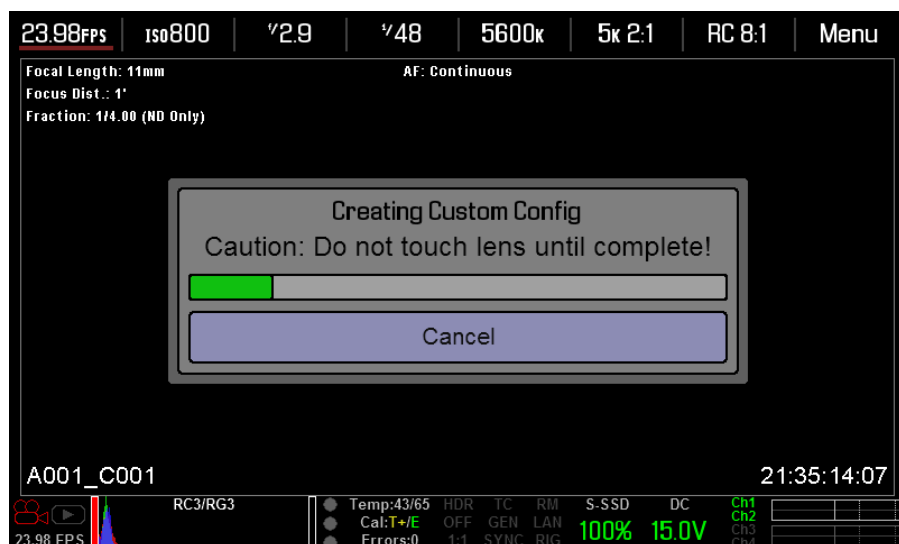 23.98FPS ISO800 f/2.9 1/48 5600K 5K 2:1 RC 8:1 Menu
Focal Length: 11mm AF: Continuous
Focus Dist.: 1'
Fraction: 1/4.00 (ND Only)
Creating Custom Config
Caution: Do not touch lens until complete!
Cancel
A001_C001 21:35:14:07
RC3/RG3 Temp:43/65 HDR TC RM S-SSD DC Ch1
Cal:T+/E OFF GEN LAN 100% 15.0V Ch2
23.98 FPS Errors:0 1:1 SYNC RIG Ch3
Ch4